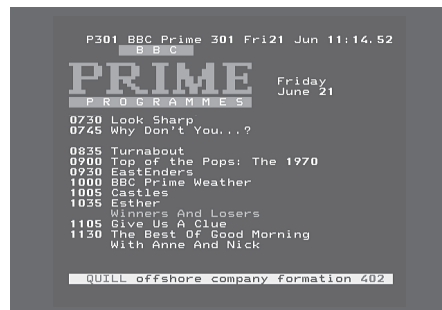 P301 BBC Prime 301 Fri21 Jun 11:14.52
BBC
PRIME
PROGRAMMES
Friday
June 21
0730 Look Sharp
0745 Why Don't You...?
0835 Turnabout
0900 Top of the Pops: The 1970
0930 EastEnders
1000 BBC Prime Weather
1005 Castles
1035 Esther
Winners And Losers
1105 Give Us A Clue
1130 The Best Of Good Morning
With Anne And Nick
QUILL offshore company formation 402